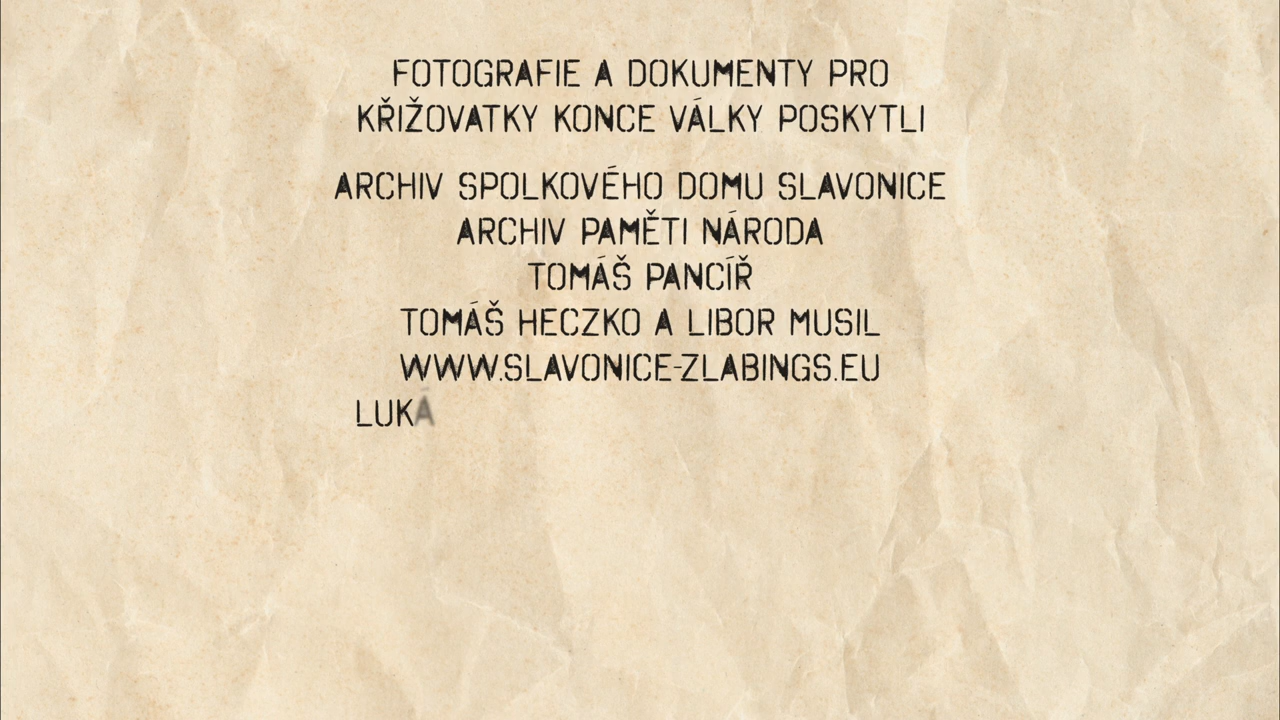 FOTOGRAFIE A DOKUMENTY PRO
KŘIŽOVATKY KONCE VÁLKY POSKYTLI
ARCHIV SPOLKOVÉHO DOMU SLAVONICE
ARCHIV PAMĚTI NÁRODA
TOMÁŠ PANCÍŘ
TOMÁŠ HECZKO A LIBOR MUSIL
WWW.SLAVONICE-ZLABINGS.EU
LUKÁ